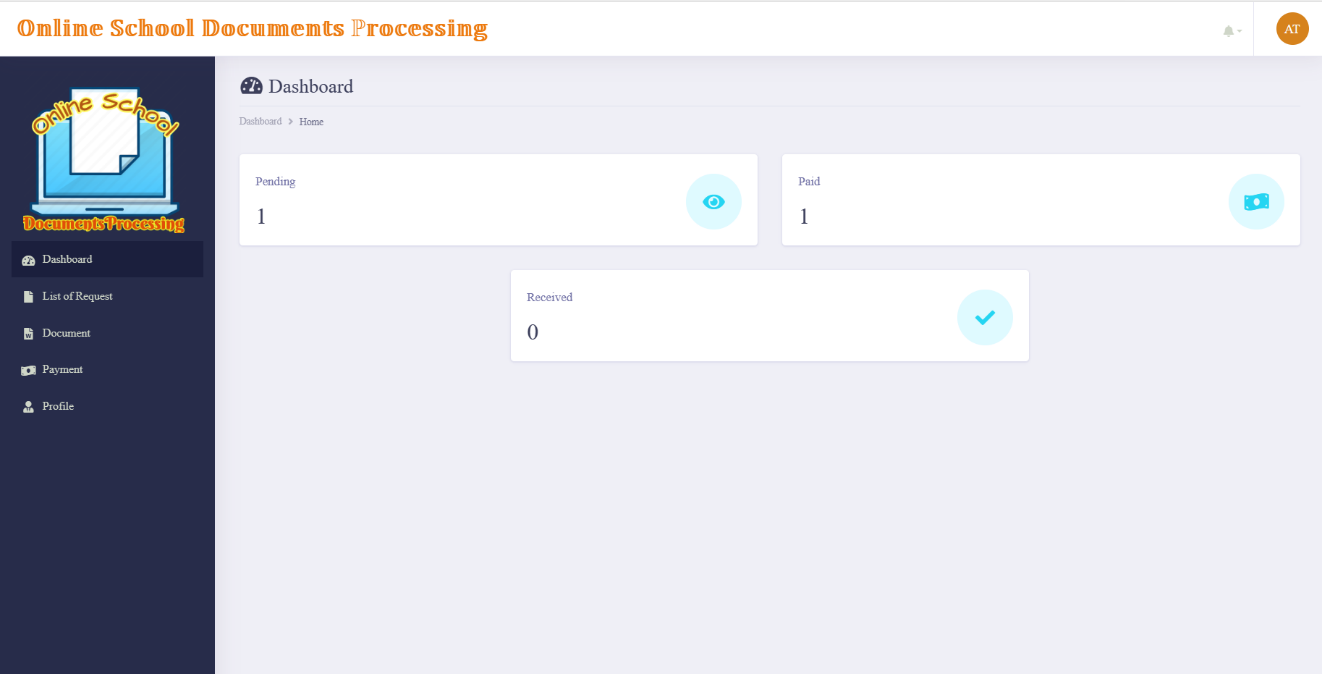 Online School Documents Processing
AT
Online School
Documents Processing
Dashboard
List of Request
Document
Payment
Profile
Dashboard
Dashboard > Home
Pending
1
Paid
1
Received
0